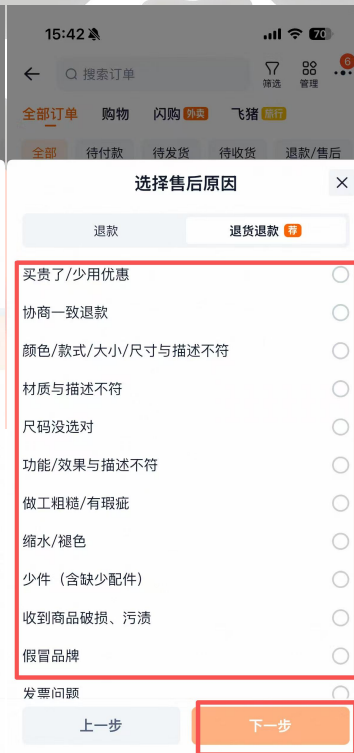 15:42
70
搜索订单
筛选
管理
6
全部订单 购物 闪购 外卖 飞猪 旅行
全部 待付款 待发货 待收货 退款/售后
选择售后原因
退款 退货退款 荐
买贵了/少用优惠
协商一致退款
颜色/款式/大小/尺寸与描述不符
材质与描述不符
尺码没选对
功能/效果与描述不符
做工粗糙/有瑕疵
缩水/褪色
少件（含缺少配件）
收到商品破损、污渍
假冒品牌
发票问题
上一步 下一步